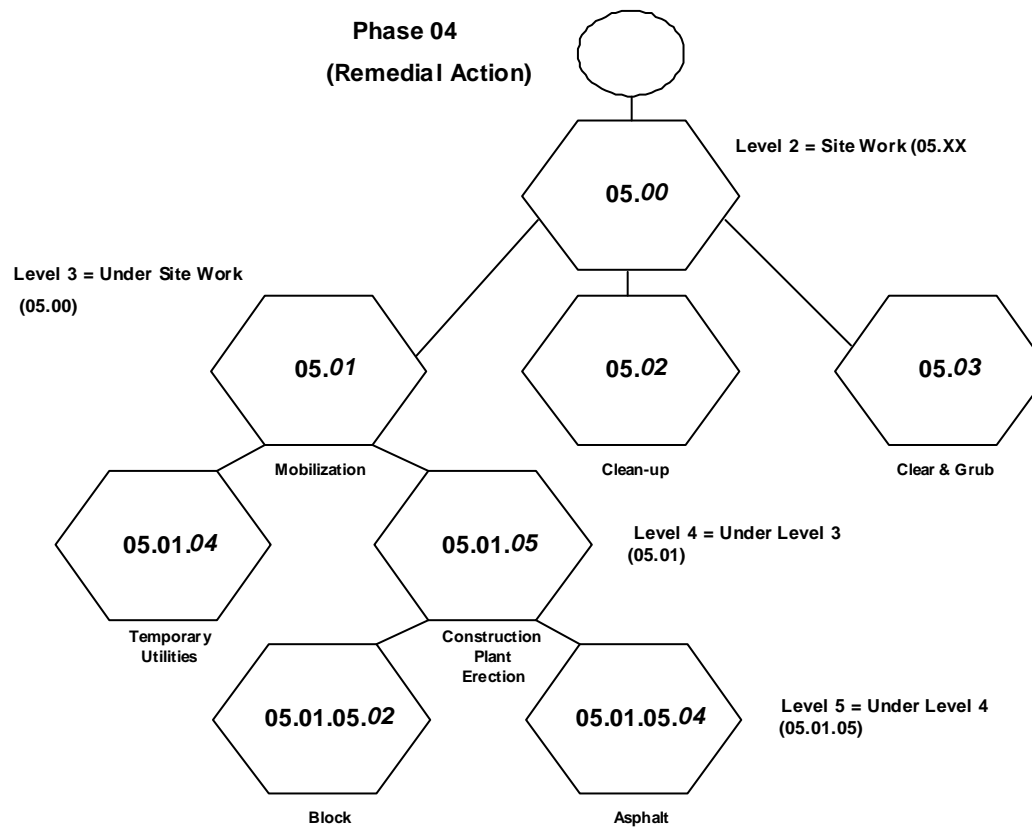 Phase 04
(Remedial Action)
Level 2 = Site Work (05.XX
05.00
Level 3 = Under Site Work
(05.00)
05.01
05.02
05.03
Mobilization
Clean-up
Clear & Grub
05.01.04
05.01.05
Level 4 = Under Level 3
(05.01)
Temporary
Utilities
Construction
Plant
Erection
05.01.05.02
05.01.05.04
Level 5 = Under Level 4
(05.01.05)
Block
Asphalt